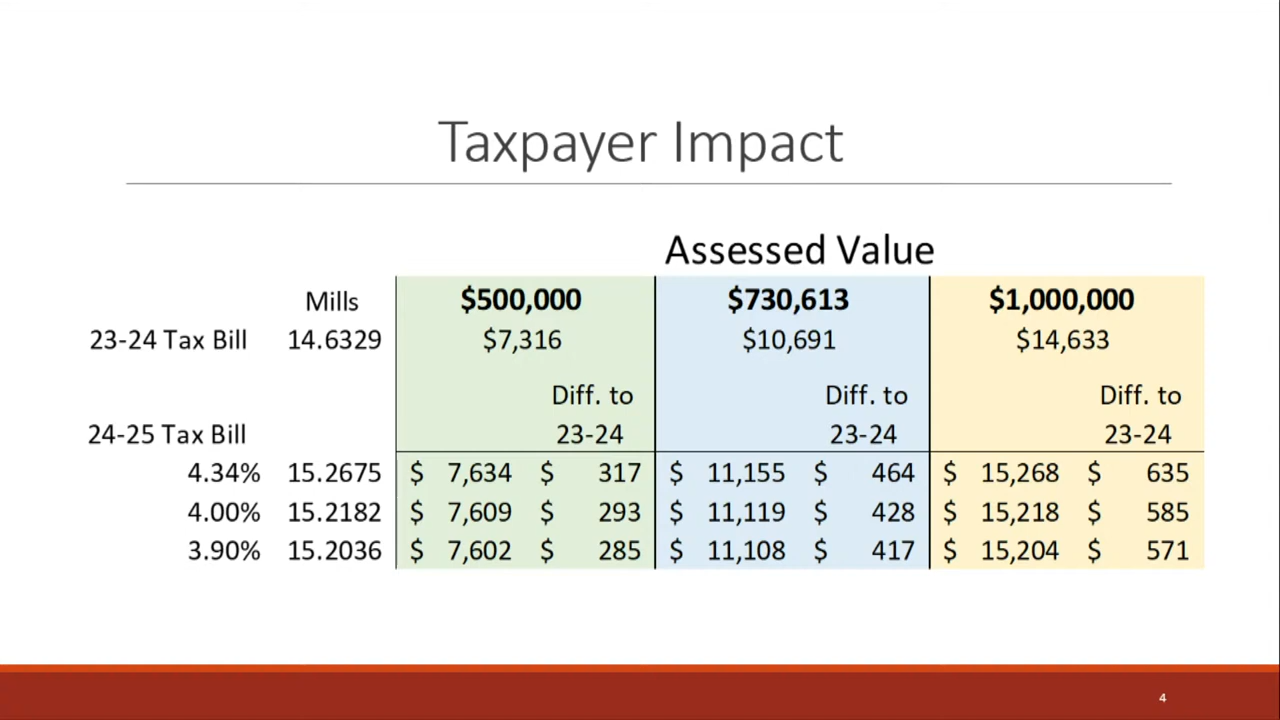 Taxpayer Impact
Assessed Value
Mills $500,000 $730,613 $1,000,000
23-24 Tax Bill 14.6329 $7,316 $10,691 $14,633
Diff. to Diff. to Diff. to
24-25 Tax Bill 23-24 23-24 23-24
4.34% 15.2675 $ 7,634 $ 317 $ 11,155 $ 464 $ 15,268 $ 635
4.00% 15.2182 $ 7,609 $ 293 $ 11,119 $ 428 $ 15,218 $ 585
3.90% 15.2036 $ 7,602 $ 285 $ 11,108 $ 417 $ 15,204 $ 571
4